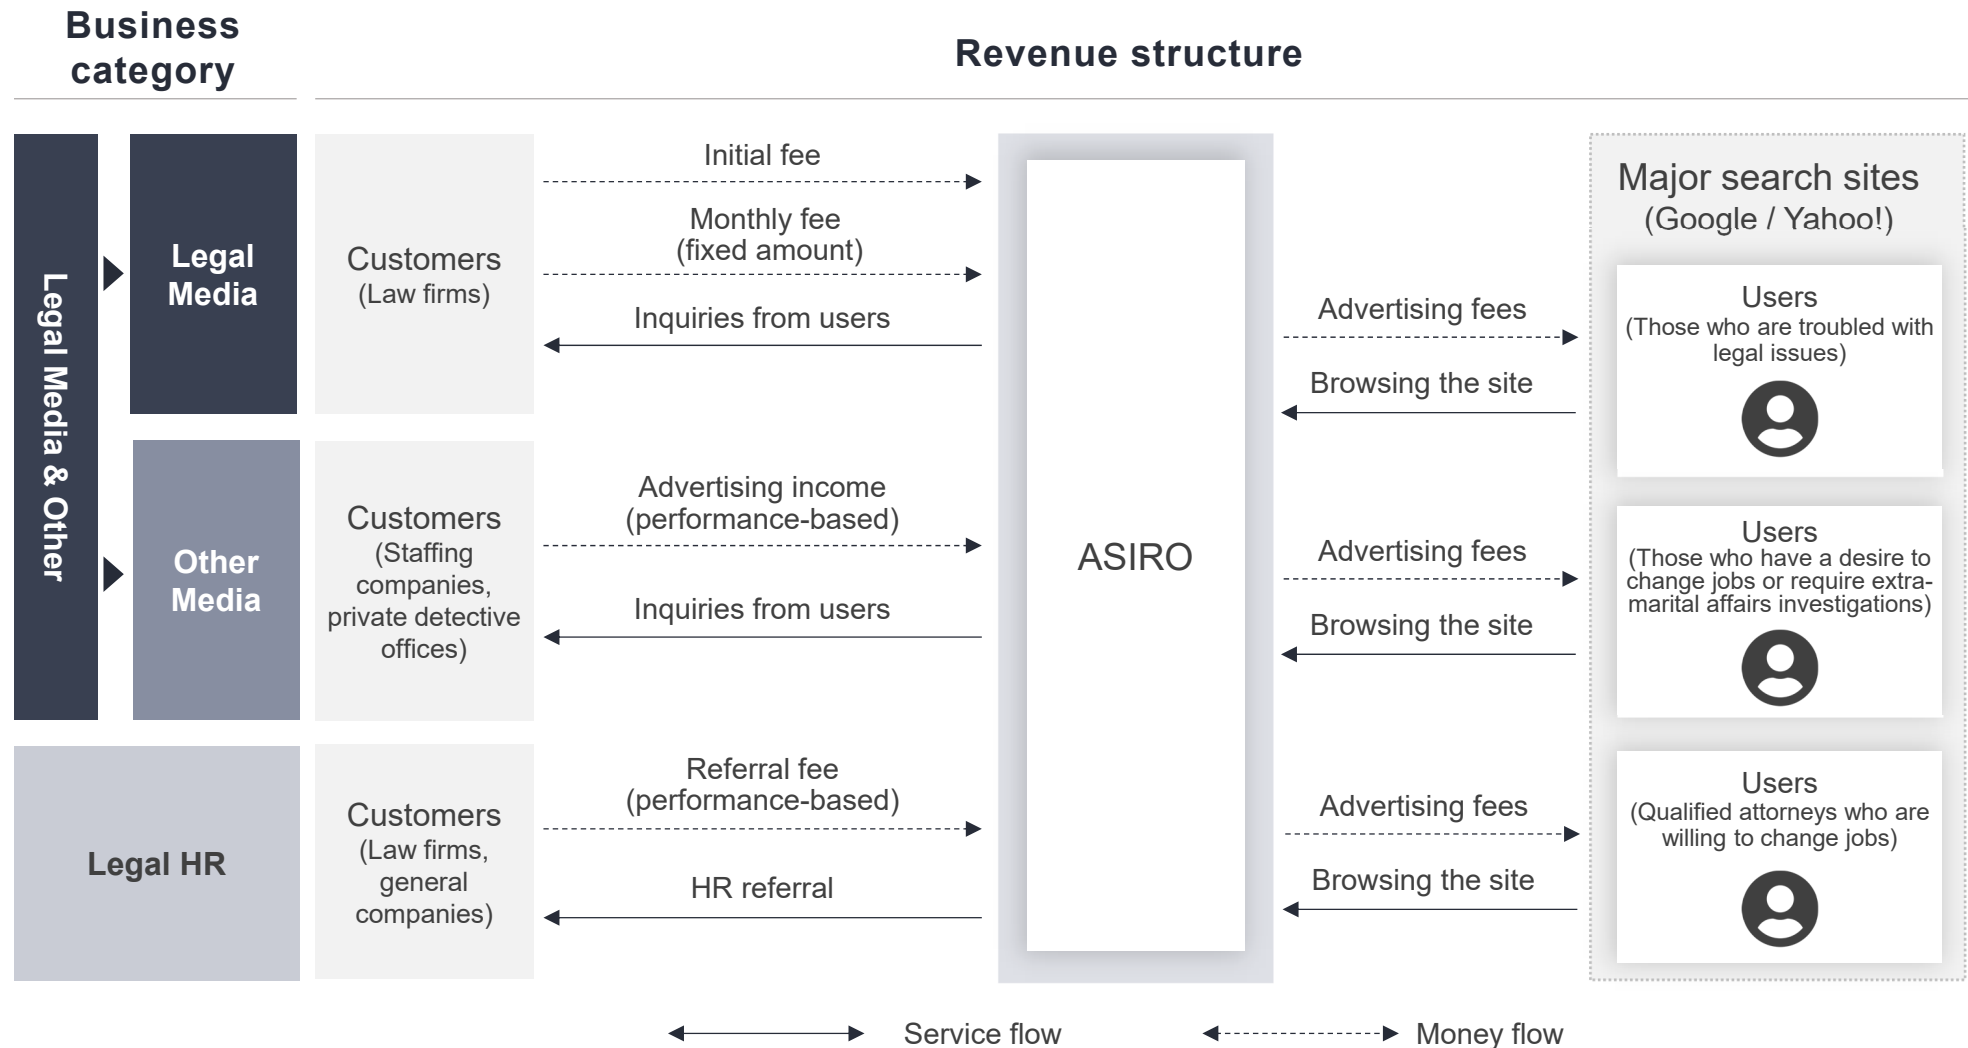 Business
category
Revenue structure
Legal Media & Other
Legal
Media
Customers
(Law firms)
Initial fee
Monthly fee
(fixed amount)
Inquiries from users
Other
Media
Customers
(Staffing
companies,
private detective
offices)
Advertising income
(performance-based)
Inquiries from users
Legal HR
Customers
(Law firms,
general
companies)
Referral fee
(performance-based)
HR referral
ASIRO
Advertising fees
Browsing the site
Advertising fees
Browsing the site
Advertising fees
Browsing the site
Major search sites
(Google / Yahoo!)
Users
(Those who are troubled with
legal issues)
Users
(Those who have a desire to
change jobs or require extra-
marital affairs investigations)
Users
(Qualified attorneys who are
willing to change jobs)
Service flow
Money flow